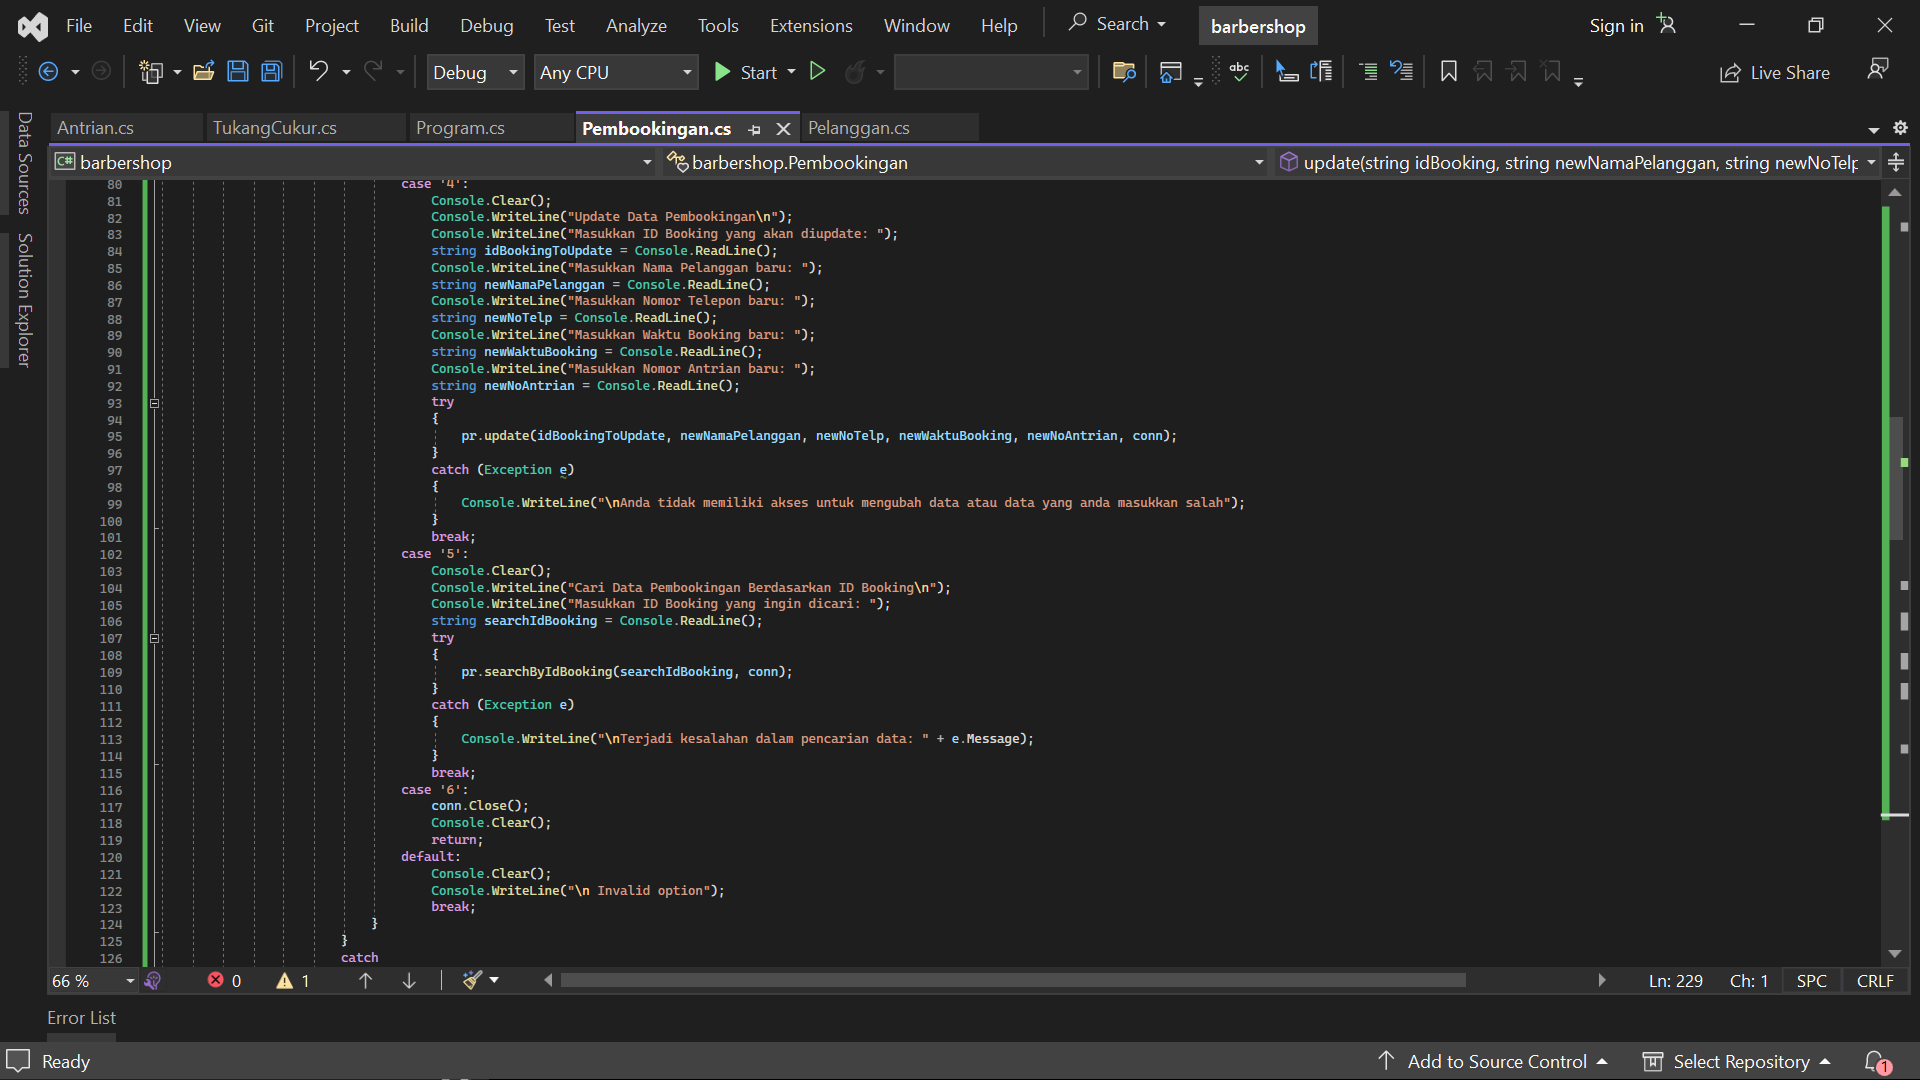 File Edit View Git Project Build Debug Test Analyze Tools Extensions Window Help Search barbershop Sign in
Debug Any CPU Start abc Live Share
Data Sources
Solution Explorer
Antrian.cs TukangCukur.cs Program.cs Pembookingan.cs Pelanggan.cs
C# barbershop barbershop.Pembookingan update(string idBooking, string newNamaPelanggan, string newNoTelp
80 case '4':
81 Console.Clear();
82 Console.WriteLine("Update Data Pembookingan\n");
83 Console.WriteLine("Masukkan ID Booking yang akan diupdate: ");
84 string idBookingToUpdate = Console.ReadLine();
85 Console.WriteLine("Masukkan Nama Pelanggan baru: ");
86 string newNamaPelanggan = Console.ReadLine();
87 Console.WriteLine("Masukkan Nomor Telepon baru: ");
88 string newNoTelp = Console.ReadLine();
89 Console.WriteLine("Masukkan Waktu Booking baru: ");
90 string newWaktuBooking = Console.ReadLine();
91 Console.WriteLine("Masukkan Nomor Antrian baru: ");
92 string newNoAntrian = Console.ReadLine();
93 try
94 {
95 pr.update(idBookingToUpdate, newNamaPelanggan, newNoTelp, newWaktuBooking, newNoAntrian, conn);
96 }
97 catch (Exception e)
98 {
99 Console.WriteLine("\nAnda tidak memiliki akses untuk mengubah data atau data yang anda masukkan salah");
100 }
101 break;
102 case '5':
103 Console.Clear();
104 Console.WriteLine("Cari Data Pembookingan Berdasarkan ID Booking\n");
105 Console.WriteLine("Masukkan ID Booking yang ingin dicari: ");
106 string searchIdBooking = Console.ReadLine();
107 try
108 {
109 pr.searchByIdBooking(searchIdBooking, conn);
110 }
111 catch (Exception e)
112 {
113 Console.WriteLine("\nTerjadi kesalahan dalam pencarian data: " + e.Message);
114 }
115 break;
116 case '6':
117 conn.Close();
118 Console.Clear();
119 return;
120 default:
121 Console.Clear();
122 Console.WriteLine("\n Invalid option");
123 break;
124 }
125 }
126 catch
66 % 0 1 Ln: 229 Ch: 1 SPC CRLF
Error List
Ready Add to Source Control Select Repository 1